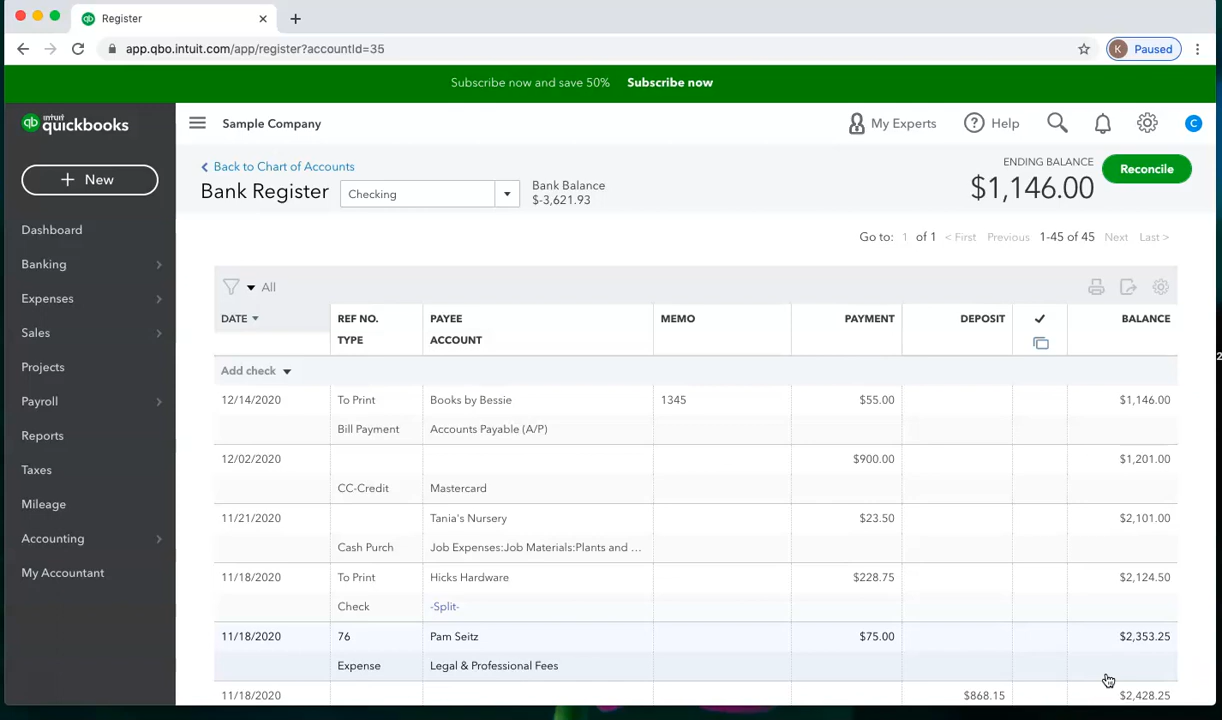 Register
app.qbo.intuit.com/app/register?accountId=35
K Paused
Subscribe now and save 50% Subscribe now
qb intuit quickbooks
Sample Company
My Experts
Help
C
+ New
Dashboard
Banking
Expenses
Sales
Projects
Payroll
Reports
Taxes
Mileage
Accounting
My Accountant
Back to Chart of Accounts
Bank Register
Checking
Bank Balance
$-3,621.93
ENDING BALANCE
$1,146.00
Reconcile
Go to: 1 of 1 < First Previous 1-45 of 45 Next Last >
All
DATE REF NO. PAYEE MEMO PAYMENT DEPOSIT ✓ BALANCE
TYPE ACCOUNT
Add check
12/14/2020 To Print Books by Bessie 1345 $55.00 $1,146.00
Bill Payment Accounts Payable (A/P)
12/02/2020 $900.00 $1,201.00
CC-Credit Mastercard
11/21/2020 Tania's Nursery $23.50 $2,101.00
Cash Purch Job Expenses:Job Materials:Plants and ...
11/18/2020 To Print Hicks Hardware $228.75 $2,124.50
Check -Split-
11/18/2020 76 Pam Seitz $75.00 $2,353.25
Expense Legal & Professional Fees
11/18/2020 $868.15 $2,428.25
2